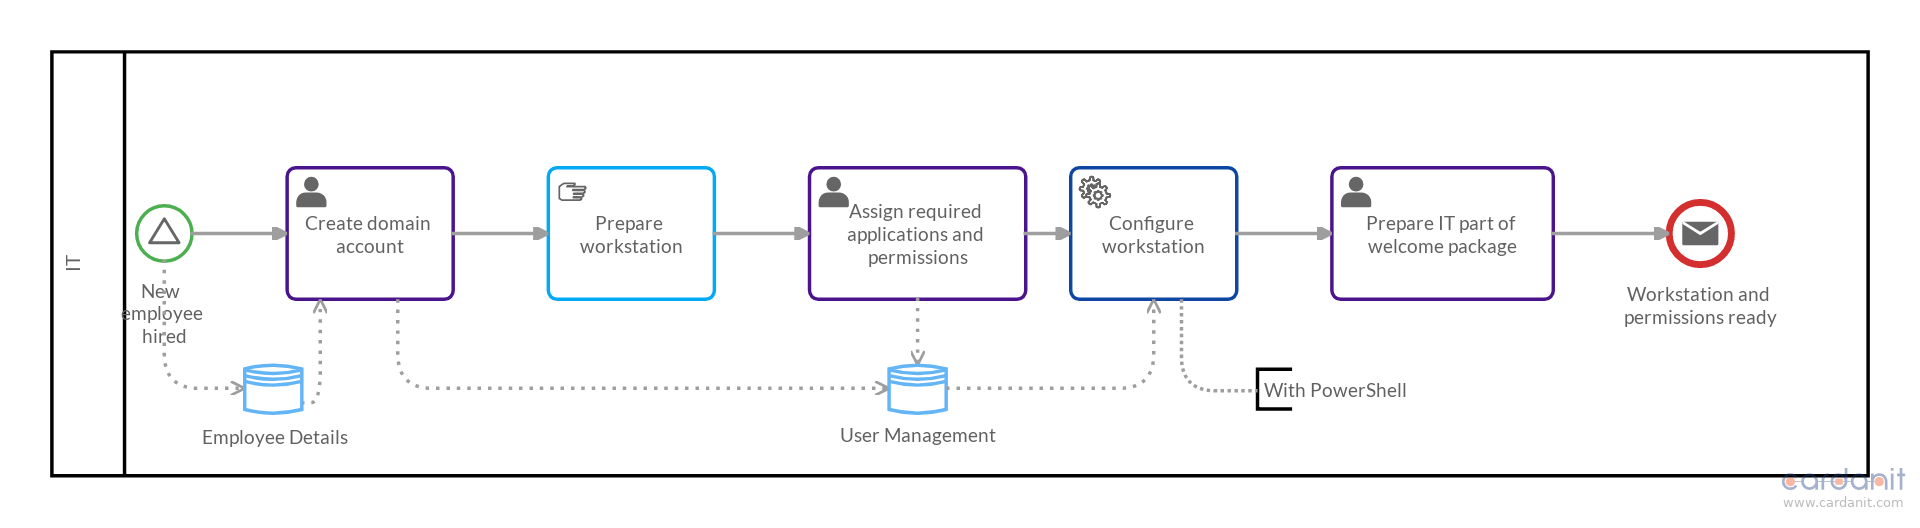 IT
New
employee
hired
Create domain
account
Prepare
workstation
Assign required
applications and
permissions
Configure
workstation
Prepare IT part of
welcome package
Workstation and
permissions ready
Employee Details
User Management
With PowerShell
cardanit
www.cardanit.com